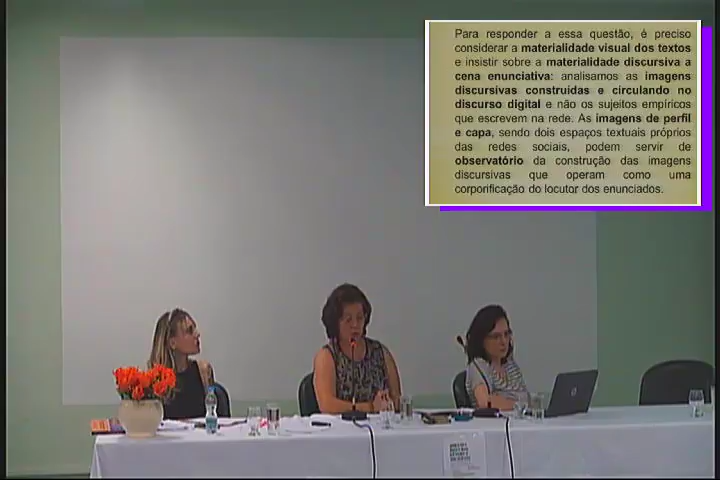 Para responder a essa questão, é preciso
considerar a materialidade visual dos textos
e insistir sobre a materialidade discursiva a
cena enunciativa: analisamos as imagens
discursivas construídas e circulando no
discurso digital e não os sujeitos empíricos
que escrevem na rede. As imagens de perfil
e capa, sendo dois espaços textuais próprios
das redes sociais, podem servir de
observatório da construção das imagens
discursivas que operam como uma
corporificação do locutor dos enunciados.